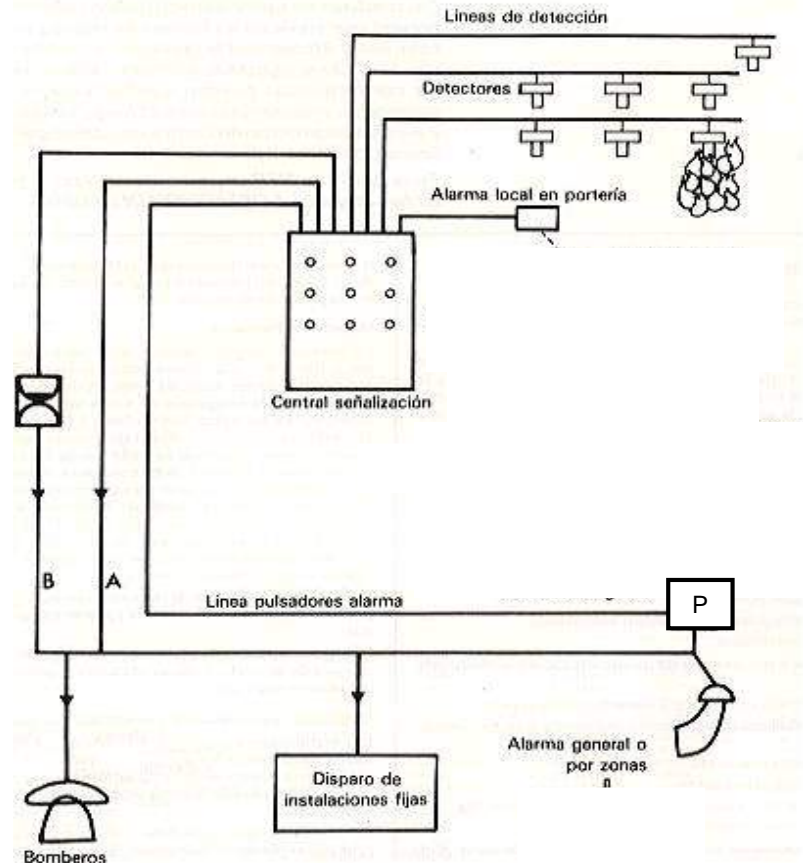 Líneas de detección
Detectores
Alarma local en portería
Central señalización
B
A
Línea pulsadores alarma
P
Alarma general o
por zonas
Disparo de
instalaciones fijas
Bomberos